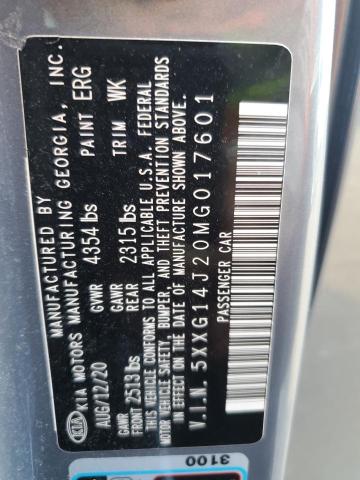 MANUFACTURED BY
KIA KIA MOTORS MANUFACTURING GEORGIA, INC.
AUG/12/20 GVWR 4354 lbs PAINT ERG
GAWR FRONT 2513 lbs GAWR REAR 2315 lbs TRIM WK
THIS VEHICLE CONFORMS TO ALL APPLICABLE U.S.A. FEDERAL
MOTOR VEHICLE SAFETY, BUMPER, AND THEFT PREVENTION STANDARDS
IN EFFECT ON THE DATE OF MANUFACTURE SHOWN ABOVE.
V.I.N. 5XXG14J20MG017601
PASSENGER CAR
3100